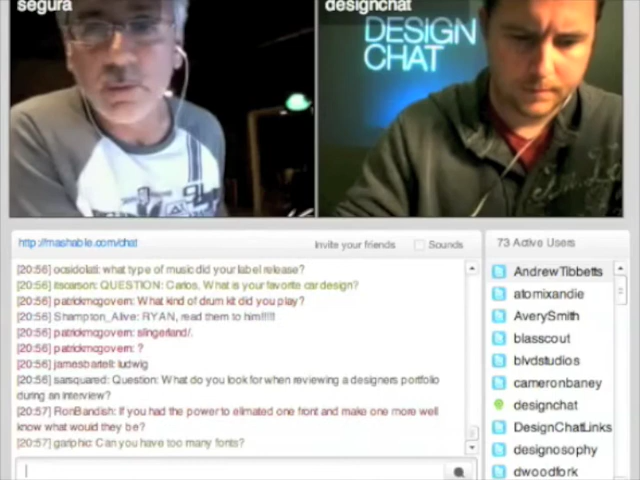 segura
designchat
DESIGN
CHAT
http://mashable.com/chat
Invite your friends
Sounds
73 Active Users
[20:56] ocsidolati: what type of music did your label release?
[20:56] itscarson: QUESTION: Carlos, What is your favorite car design?
[20:56] patrickmcgovern: What kind of drum kit did you play?
[20:56] Shampton_Alive: RYAN, read them to him!!!!!
[20:56] patrickmcgovern: slingerland/.
[20:56] patrickmcgovern: ?
[20:56] jamesbartell: ludwig
[20:56] sarsquared: Question: What do you look for when reviewing a designers portfolio
during an interview?
[20:57] RonBandish: If you had the power to elimated one front and make one more well
know what would they be?
[20:57] gariphic: Can you have too many fonts?
AndrewTibbetts
atomixandie
AverySmith
blasscout
blvdstudios
cameronbaney
designchat
DesignChatLinks
designosophy
dwoodfork